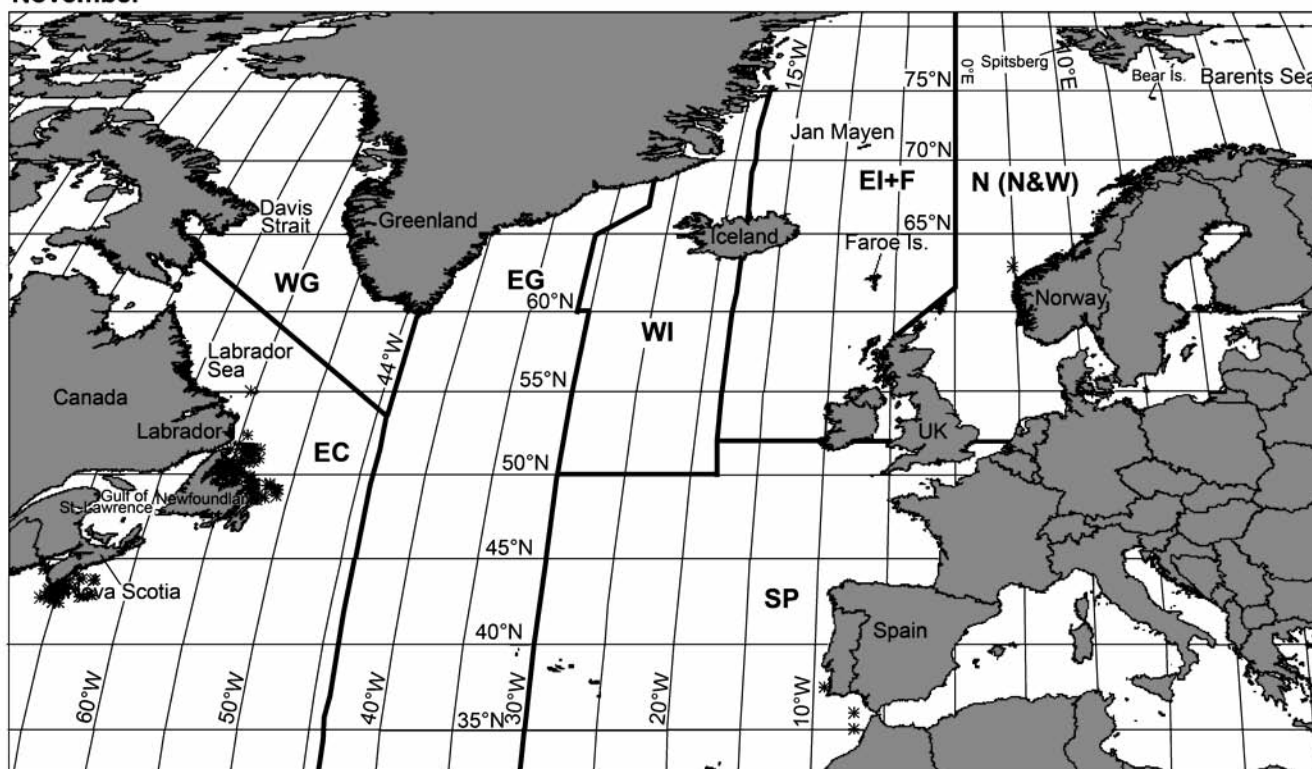 November
15°W
0°E
Spitsberg
10°E
75°N
Bear Is.
Barents Sea
Jan Mayen
70°N
EI+F
N (N&W)
Davis
Strait
Greenland
65°N
Iceland
Faroe Is.
WG
EG
60°N
Norway
WI
Labrador
Sea
44°W
55°N
Canada
Labrador
EC
UK
50°N
Gulf of
St. Lawrence
Newfoundland
45°N
Nova Scotia
SP
40°N
Spain
60°W
50°W
40°W
35°N
30°W
20°W
10°W